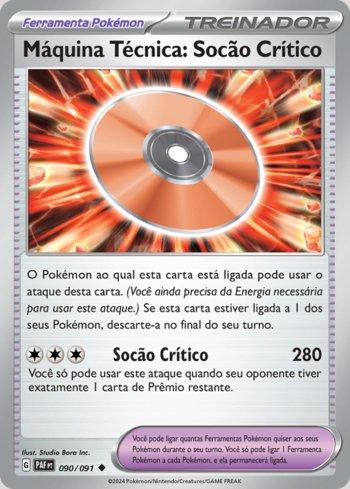 Ferramenta Pokémon TREINADOR
Máquina Técnica: Socão Crítico
O Pokémon ao qual esta carta está ligada pode usar o
ataque desta carta. (Você ainda precisa da Energia necessária
para usar este ataque.) Se esta carta estiver ligada a 1 dos
seus Pokémon, descarte-a no final do seu turno.
Socão Crítico 280
Você só pode usar este ataque quando seu oponente tiver
exatamente 1 carta de Prêmio restante.
Ilust. Studio Bora Inc.
G PAF PT 090/091
Você pode ligar quantas Ferramentas Pokémon quiser aos seus
Pokémon durante o seu turno. Você só pode ligar 1 Ferramenta
Pokémon a cada Pokémon, e ela permanecerá ligada.
©2024 Pokémon/Nintendo/Creatures/GAME FREAK